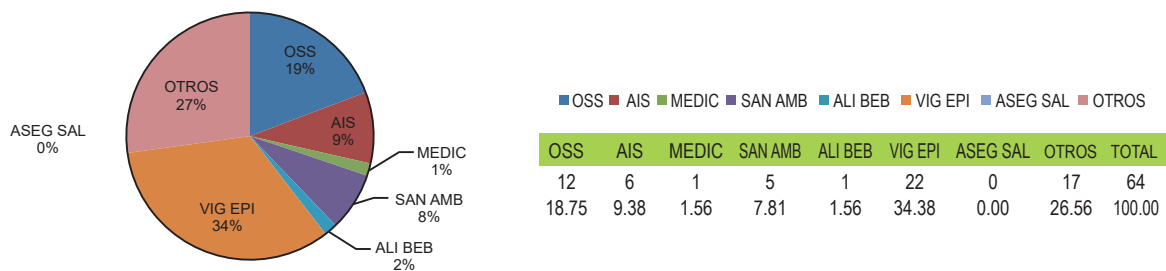 OSS
19%
AIS
9%
MEDIC
1%
SAN AMB
8%
ALI BEB
2%
VIG EPI
34%
ASEG SAL
0%
OTROS
27%
OSS AIS MEDIC SAN AMB ALI BEB VIG EPI ASEG SAL OTROS
OSS AIS MEDIC SAN AMB ALI BEB VIG EPI ASEG SAL OTROS TOTAL
12 6 1 5 1 22 0 17 64
18.75 9.38 1.56 7.81 1.56 34.38 0.00 26.56 100.00